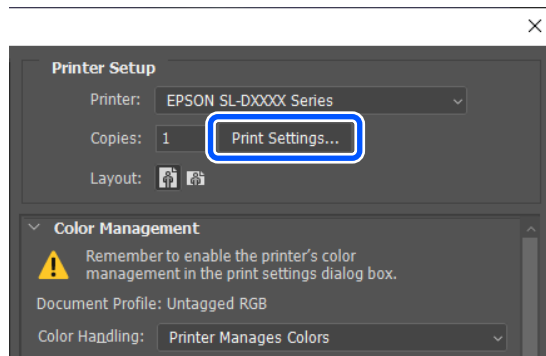 Printer Setup
Printer: EPSON SL-DXXXX Series
Copies: 1 Print Settings...
Layout:
Color Management
Remember to enable the printer's color
management in the print settings dialog box.
Document Profile: Untagged RGB
Color Handling: Printer Manages Colors